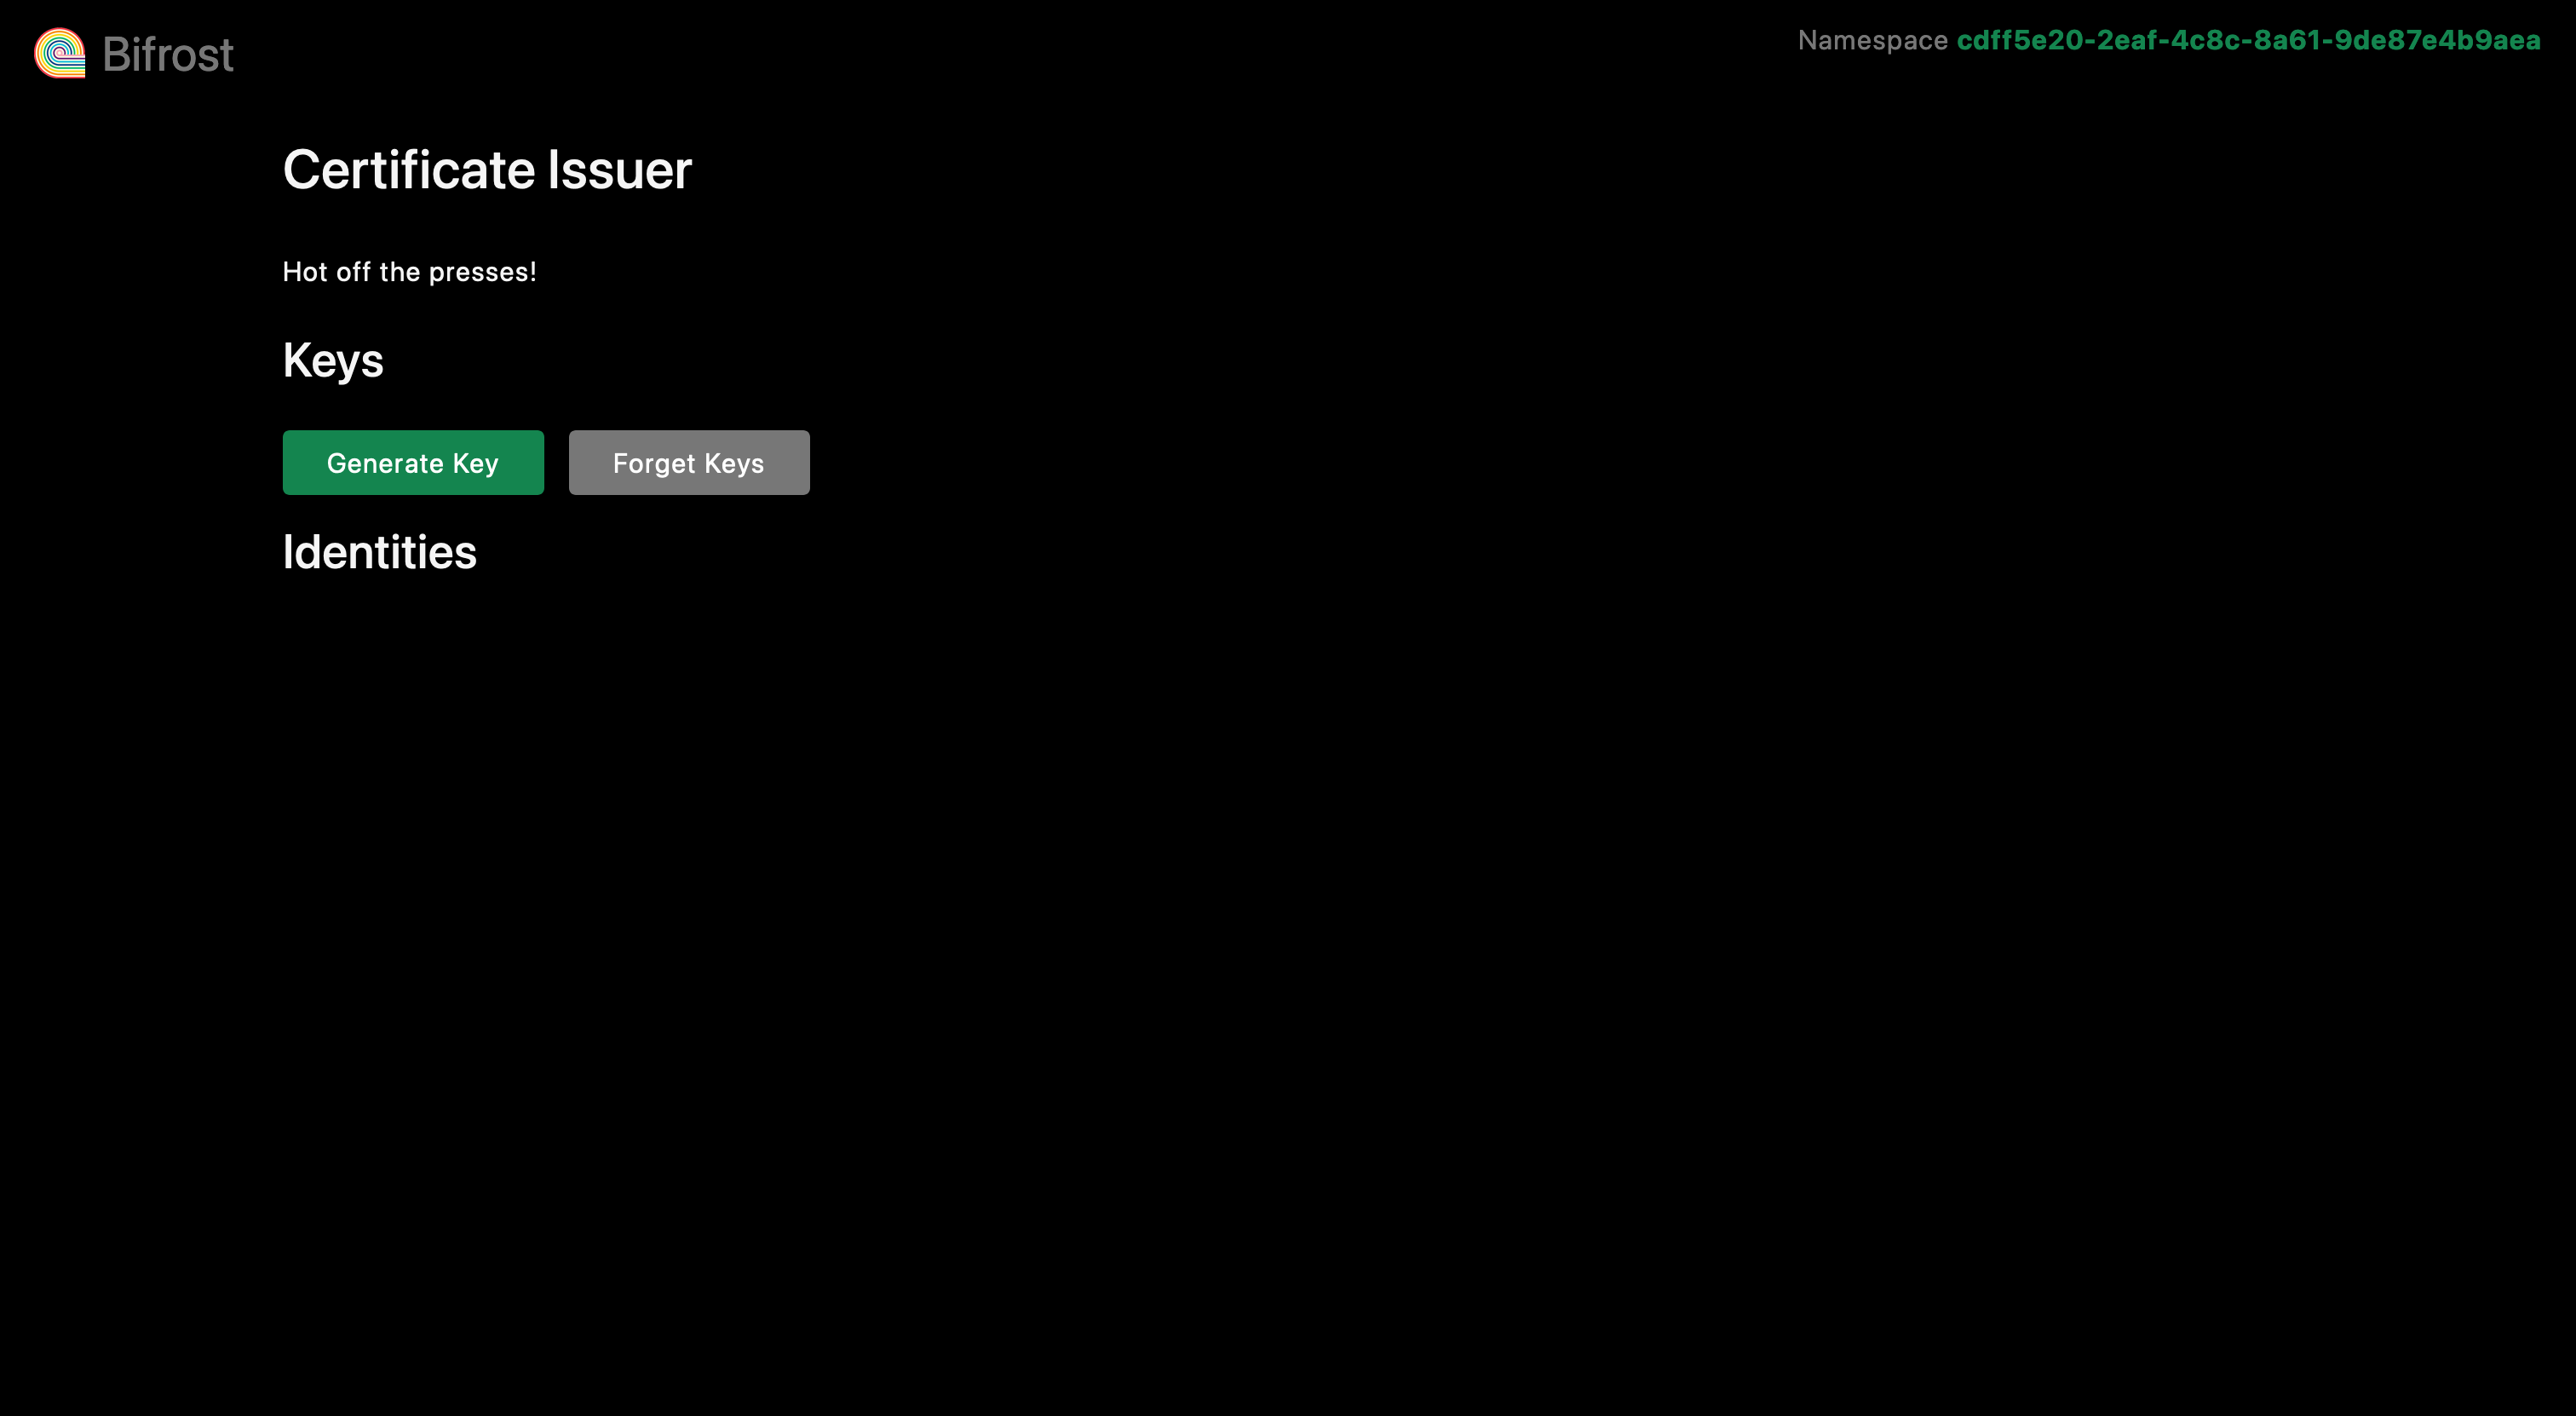 Bifrost
Namespace cdff5e20-2eaf-4c8c-8a61-9de87e4b9aea
Certificate Issuer
Hot off the presses!
Keys
Generate Key
Forget Keys
Identities